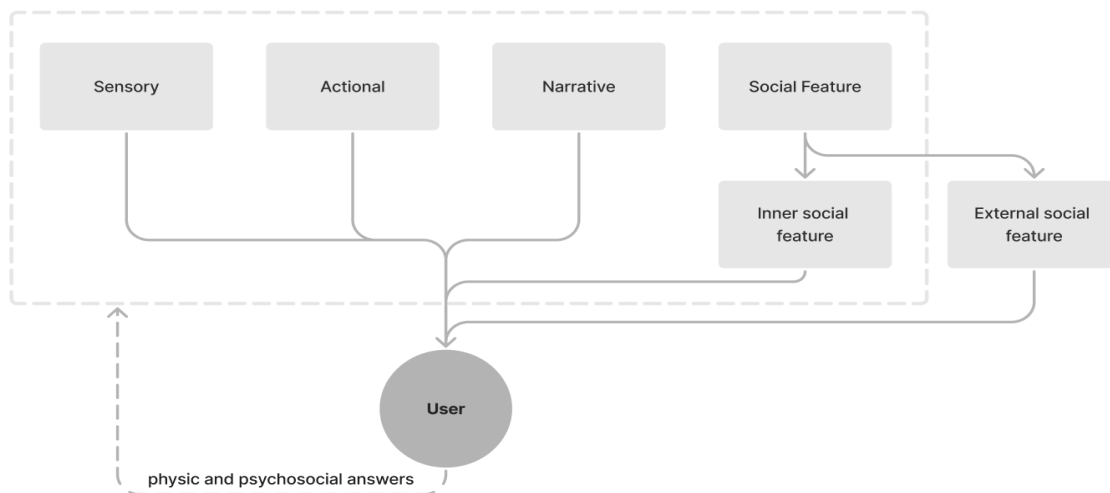 Sensory
Actional
Narrative
Social Feature
Inner social
feature
External social
feature
User
physic and psychosocial answers